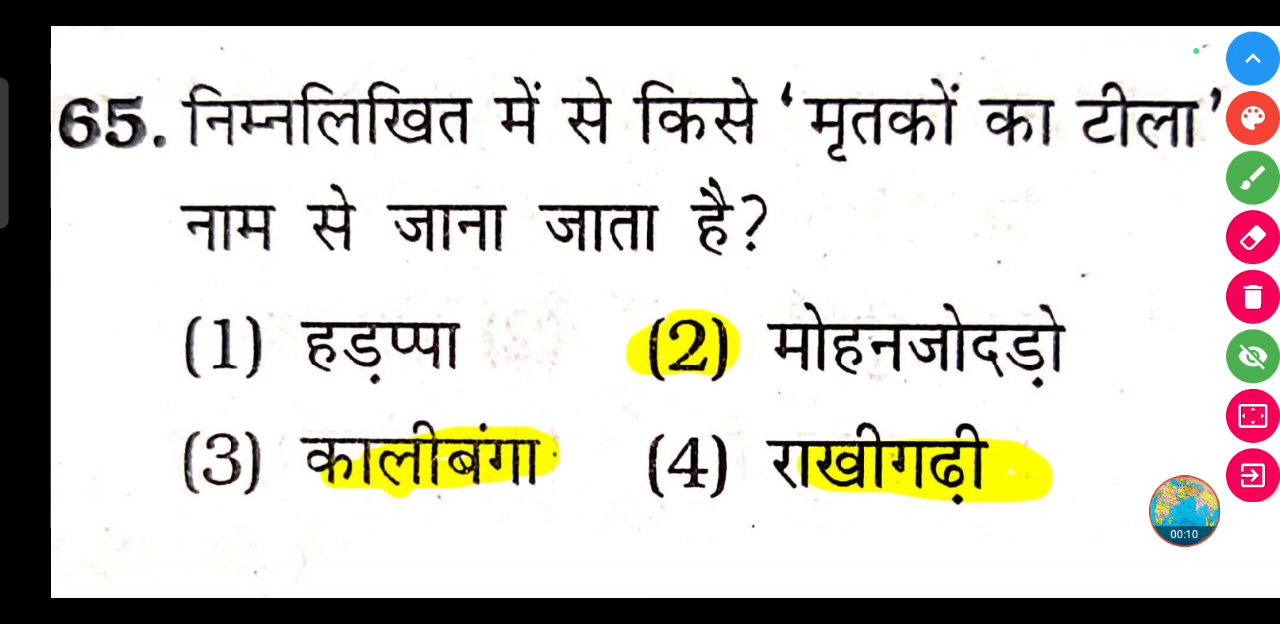 65. निम्नलिखित में से किसे ‘मृतकों का टीला’
नाम से जाना जाता है?
(1) हड़प्पा (2) मोहनजोदड़ो
(3) कालीबंगा (4) राखीगढ़ी
00:10